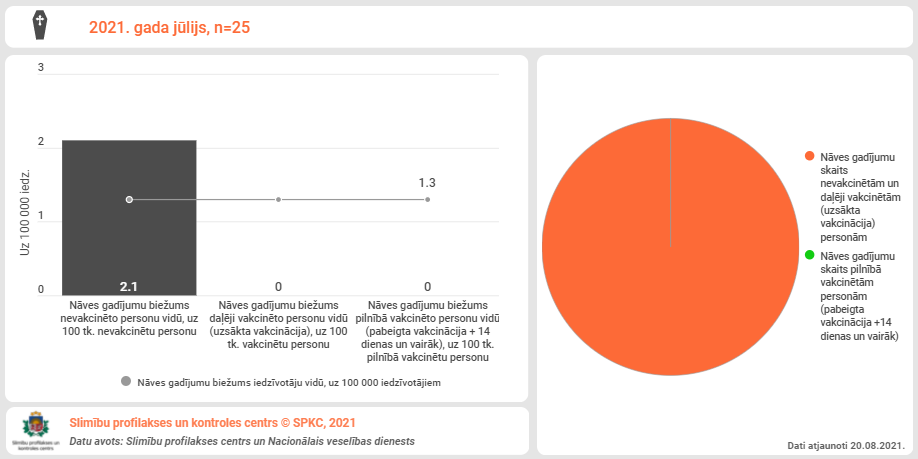 2021. gada jūlijs, n=25
3
2
1
0
Uz 100 000 iedz.
1.3
2.1
0
0
Nāves gadījumu biežums
nevakcinēto personu vidū, uz
100 tk. nevakcinētu personu
Nāves gadījumu biežums
daļēji vakcinēto personu vidū
(uzsākta vakcinācija), uz 100
tk. vakcinētu personu
Nāves gadījumu biežums
pilnībā vakcinēto personu vidū
(pabeigta vakcinācija + 14
dienas un vairāk), uz 100 tk.
pilnībā vakcinētu personu
Nāves gadījumu biežums iedzīvotāju vidū, uz 100 000 iedzīvotājiem
Nāves gadījumu
skaits
nevakcinētām un
daļēji vakcinētām
(uzsākta
vakcinācija)
personām
Nāves gadījumu
skaits pilnībā
vakcinētām
personām
(pabeigta
vakcinācija +14
dienas un vairāk)
Slimību profilakses un
kontroles centrs
Slimību profilakses un kontroles centrs © SPKC, 2021
Datu avots: Slimību profilakses centrs un Nacionālais veselības dienests
Dati atjaunoti 20.08.2021.